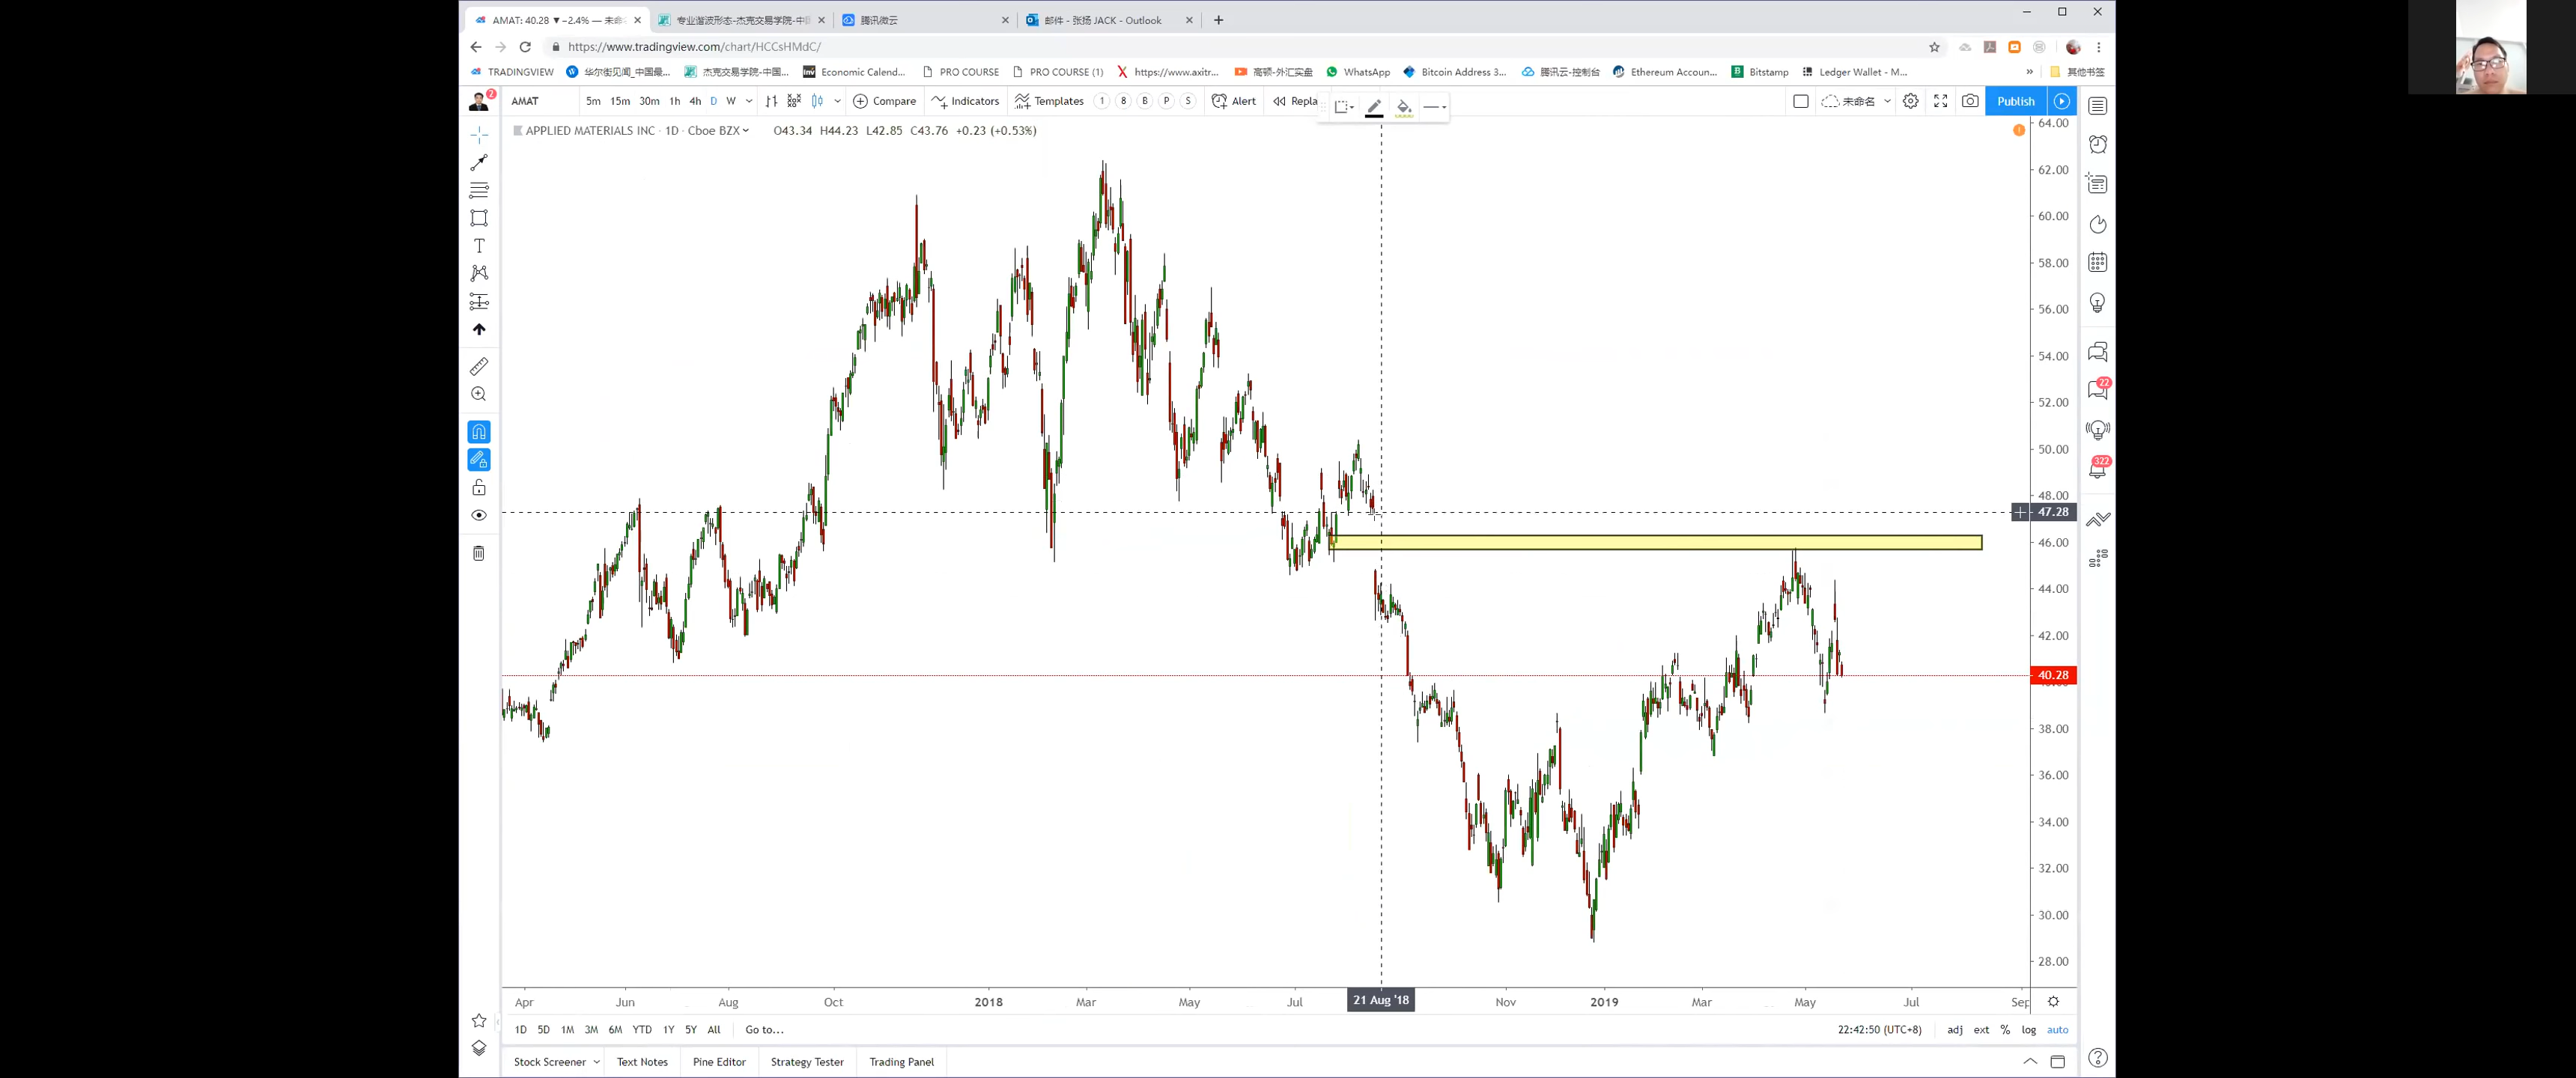 AMAT: 40.28 ▼ −2.4% — 未命
专业谐波形态-杰克交易学院-中
腾讯微云
邮件 - 张扬 JACK - Outlook
https://www.tradingview.com/chart/HCCsHMdC/
TRADINGVIEW 华尔街见闻_中国最... 杰克交易学院-中国... Economic Calend... PRO COURSE PRO COURSE (1) https://www.axitr... 高顿-外汇实盘 WhatsApp Bitcoin Address 3... 腾讯云-控制台 Ethereum Accoun... Bitstamp Ledger Wallet - M... » 其他书签
2 AMAT 5m 15m 30m 1h 4h D W Compare Indicators Templates 1 8 B P S Alert Repla 未命名 Publish
APPLIED MATERIALS INC · 1D · Cboe BZX O43.34 H44.23 L42.85 C43.76 +0.23 (+0.53%)
64.00
62.00
60.00
58.00
56.00
54.00
52.00
22
50.00
322
48.00
47.28
46.00
44.00
42.00
40.28
38.00
36.00
34.00
32.00
30.00
28.00
Apr Jun Aug Oct 2018 Mar May Jul 21 Aug '18 Nov 2019 Mar May Jul Sep
1D 5D 1M 3M 6M YTD 1Y 5Y All Go to... 22:42:50 (UTC+8) adj ext % log auto
Stock Screener Text Notes Pine Editor Strategy Tester Trading Panel